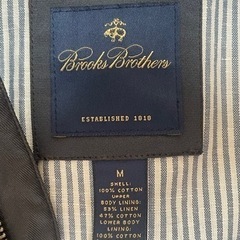 Brooks Brothers
ESTABLISHED 1818
M
SHELL:
100% COTTON
UPPER
BODY LINING:
53% LINEN
47% COTTON
LOWER BODY
LINING:
100% COTTON